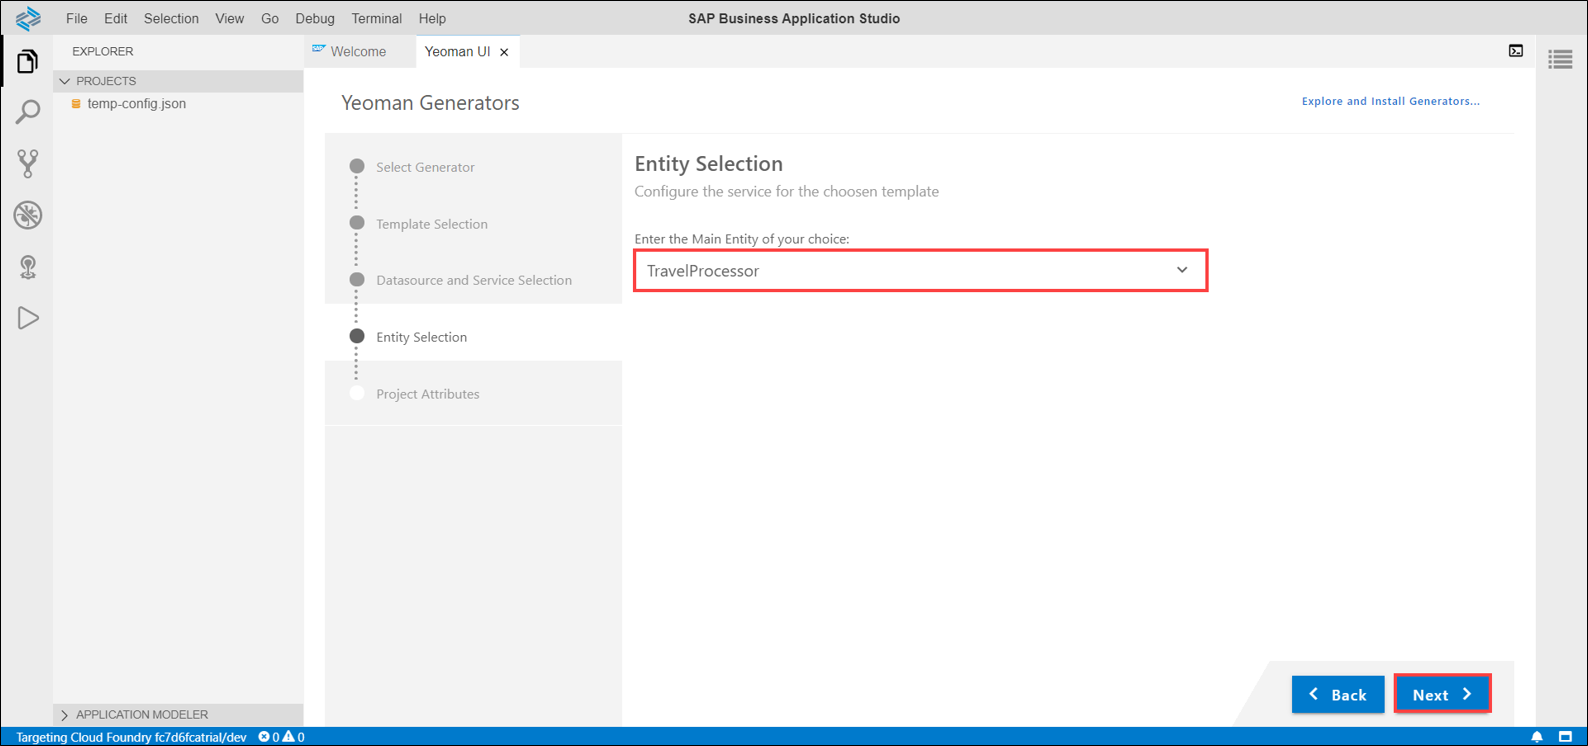 File Edit Selection View Go Debug Terminal Help
SAP Business Application Studio
EXPLORER
PROJECTS
temp-config.json
SAP Welcome
Yeoman UI
Yeoman Generators
Explore and Install Generators...
Select Generator
Template Selection
Datasource and Service Selection
Entity Selection
Project Attributes
Entity Selection
Configure the service for the choosen template
Enter the Main Entity of your choice:
TravelProcessor
Back
Next
APPLICATION MODELER
Targeting Cloud Foundry fc7d6fcatrial/dev 0 0